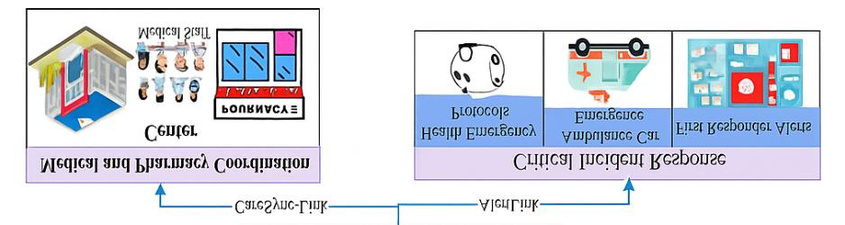 CareSync-Link
AlertLink
Medical and Pharmacy Coordination
Center
POURNACY
Medical Staff
Critical Incident Response
Health Emergency
Protocols
Ambulance Car
Emergence
First Responder Alerts